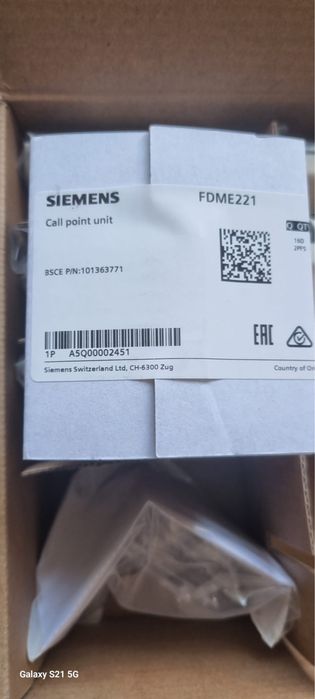 SIEMENS FDME221
Call point unit
BSCE P/N:101363771
1P A5Q00002451
EAC
Siemens Switzerland Ltd, CH-6300 Zug
Country of
Galaxy S21 5G